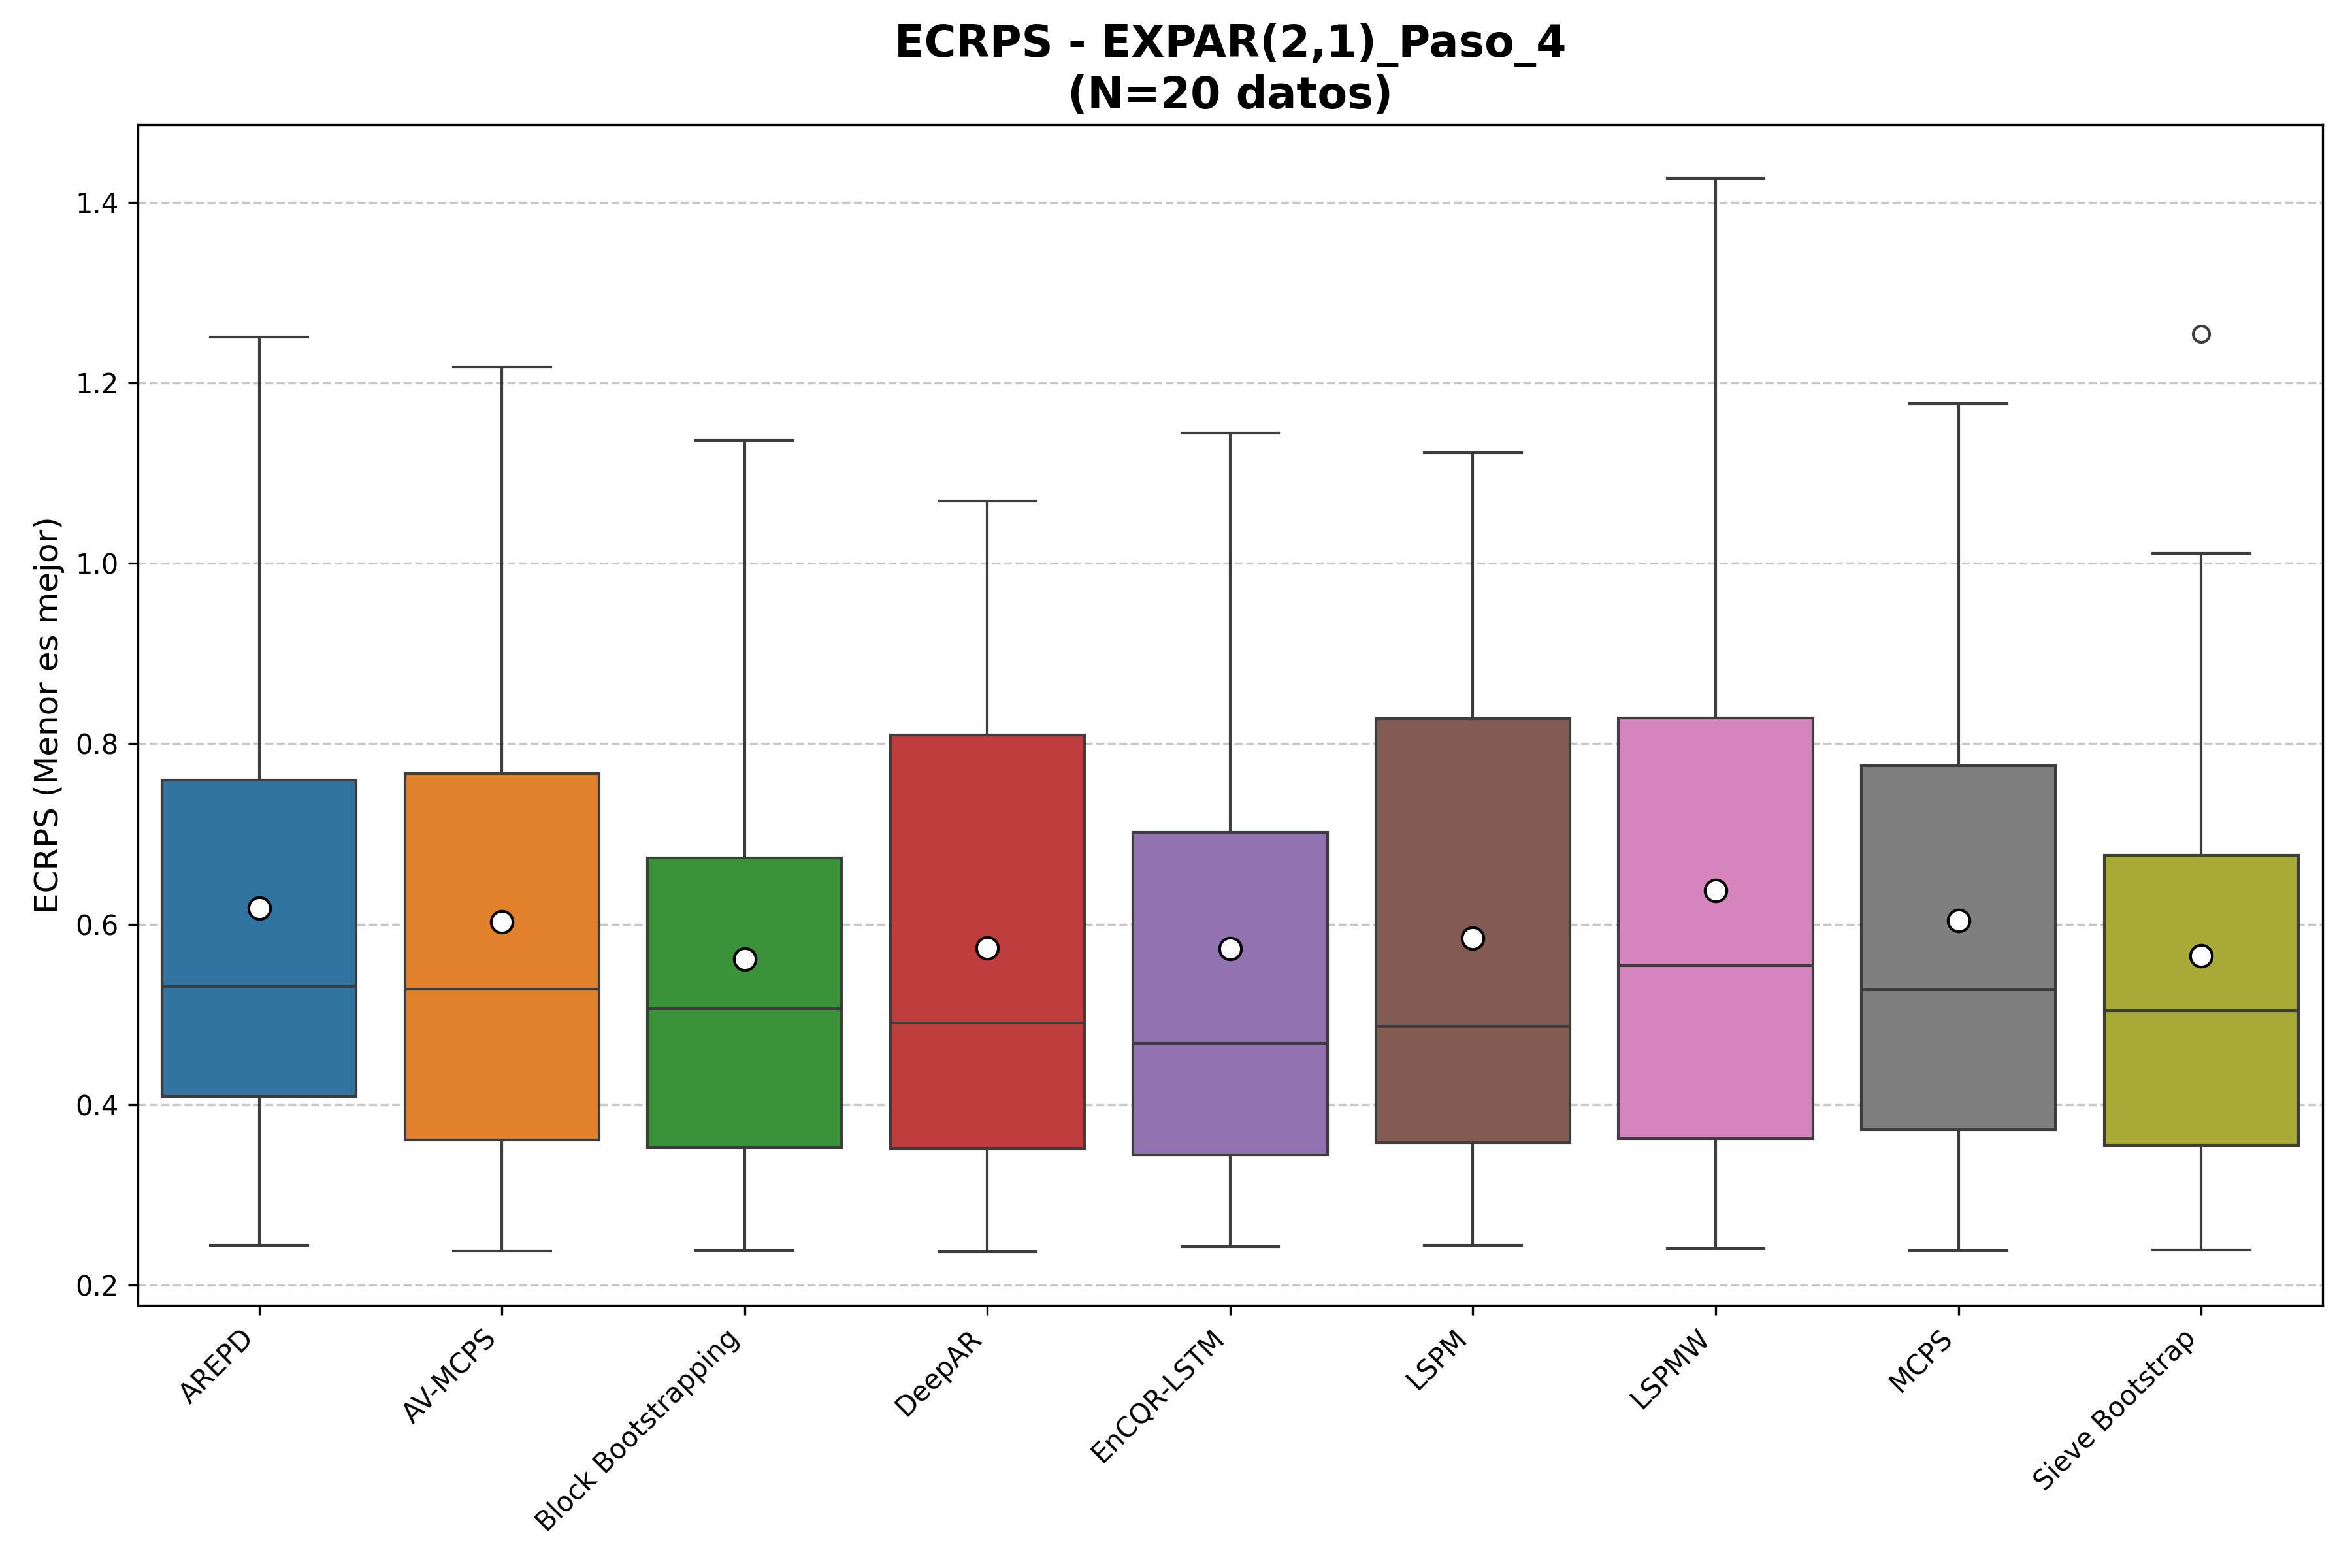 ECRPS - EXPAR(2,1)_Paso_4
(N=20 datos)
ECRPS (Menor es mejor)
1.4
1.2
1.0
0.8
0.6
0.4
0.2
AREPD
AV-MCPS
Block Bootstrapping
DeepAR
EnCQR-LSTM
LSPM
LSPMW
MCPS
Sieve Bootstrap